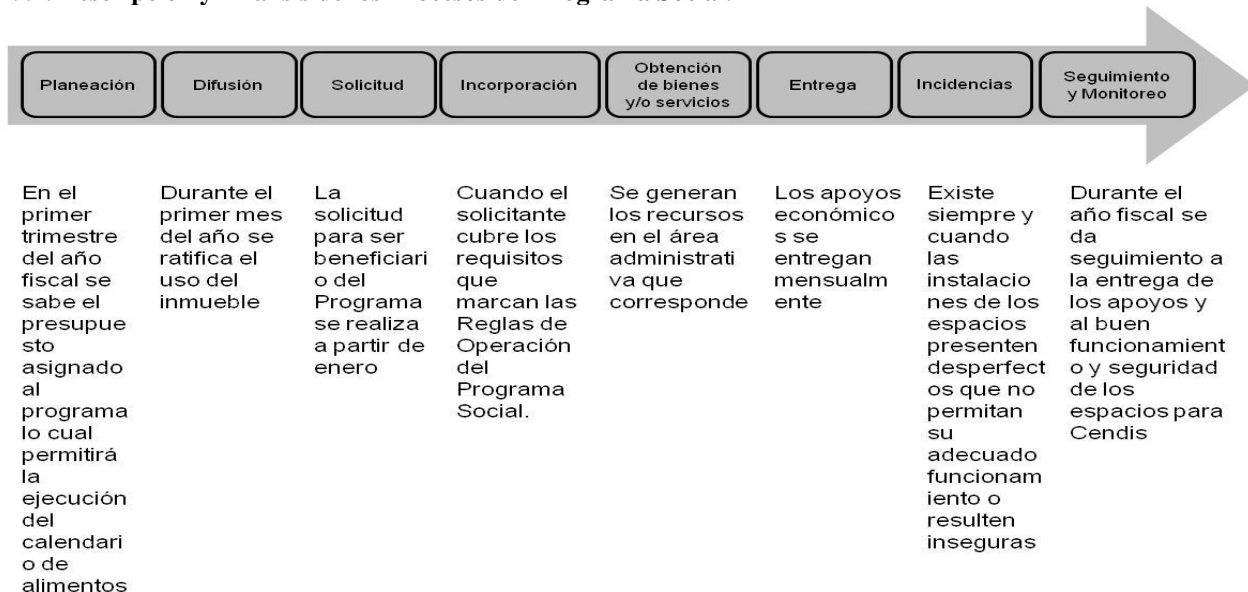 Planeación
Difusión
Solicitud
Incorporación
Obtención
de bienes
y/o servicios
Entrega
Incidencias
Seguimiento
y Monitoreo
En el
primer
trimestre
del año
fiscal se
sabe el
presupue
sto
asignado
al
programa
lo cual
permitirá
la
ejecución
del
calendari
o de
alimentos
Durante el
primer mes
del año se
ratifica el
uso del
inmueble
La
solicitud
para ser
beneficiari
o del
Programa
se realiza
a partir de
enero
Cuando el
solicitante
cubre los
requisitos
que
marcan las
Reglas de
Operación
del
Programa
Social.
Se generan
los recursos
en el área
administrati
va que
corresponde
Los apoyos
económico
s se
entregan
mensualm
ente
Existe
siempre y
cuando
las
instalacio
nes de los
espacios
presenten
desperfect
os que no
permitan
su
adecuado
funcionam
iento o
resulten
inseguras
Durante el
año fiscal se
da
seguimiento a
la entrega de
los apoyos y
al buen
funcionamient
o y seguridad
de los
espacios para
Cendis